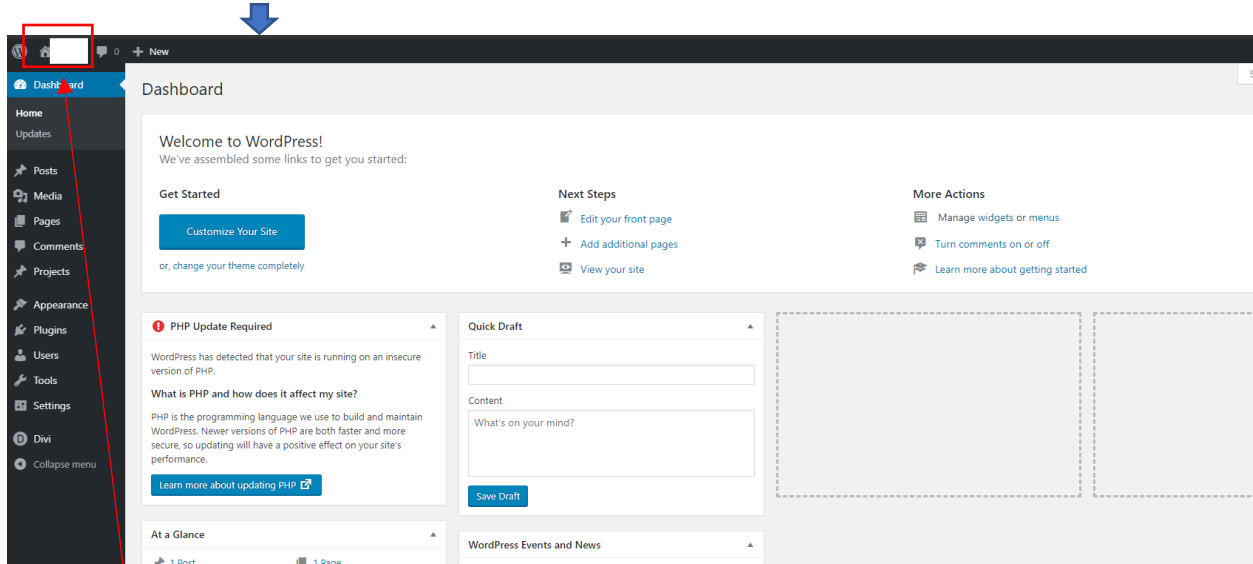 0 + New
Dashboard
Home
Updates
Posts
Media
Pages
Comments
Projects
Appearance
Plugins
Users
Tools
Settings
Divi
Collapse menu
Dashboard
S
Welcome to WordPress!
We've assembled some links to get you started:
Get Started
Customize Your Site
or, change your theme completely
Next Steps
Edit your front page
Add additional pages
View your site
More Actions
Manage widgets or menus
Turn comments on or off
Learn more about getting started
PHP Update Required
WordPress has detected that your site is running on an insecure
version of PHP.
What is PHP and how does it affect my site?
PHP is the programming language we use to build and maintain
WordPress. Newer versions of PHP are both faster and more
secure, so updating will have a positive effect on your site's
performance.
Learn more about updating PHP
At a Glance
1 Post
1 Page
Quick Draft
Title
Content
What's on your mind?
Save Draft
WordPress Events and News